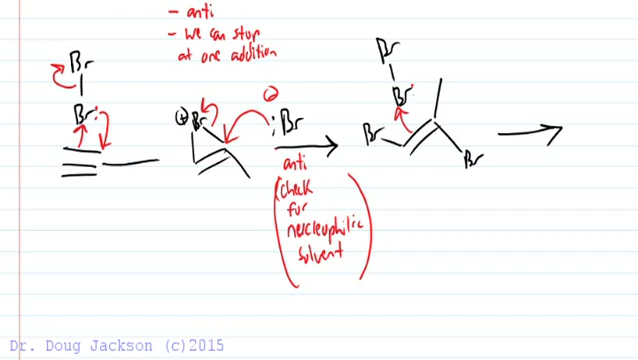 - anti
- We can stop
at one addition
Br
Br
Br
Br
Br
Br
⊕ Br
⊖
: Br
anti
(check
for
nucleophilic
solvent)
Dr. Doug Jackson (c)2015